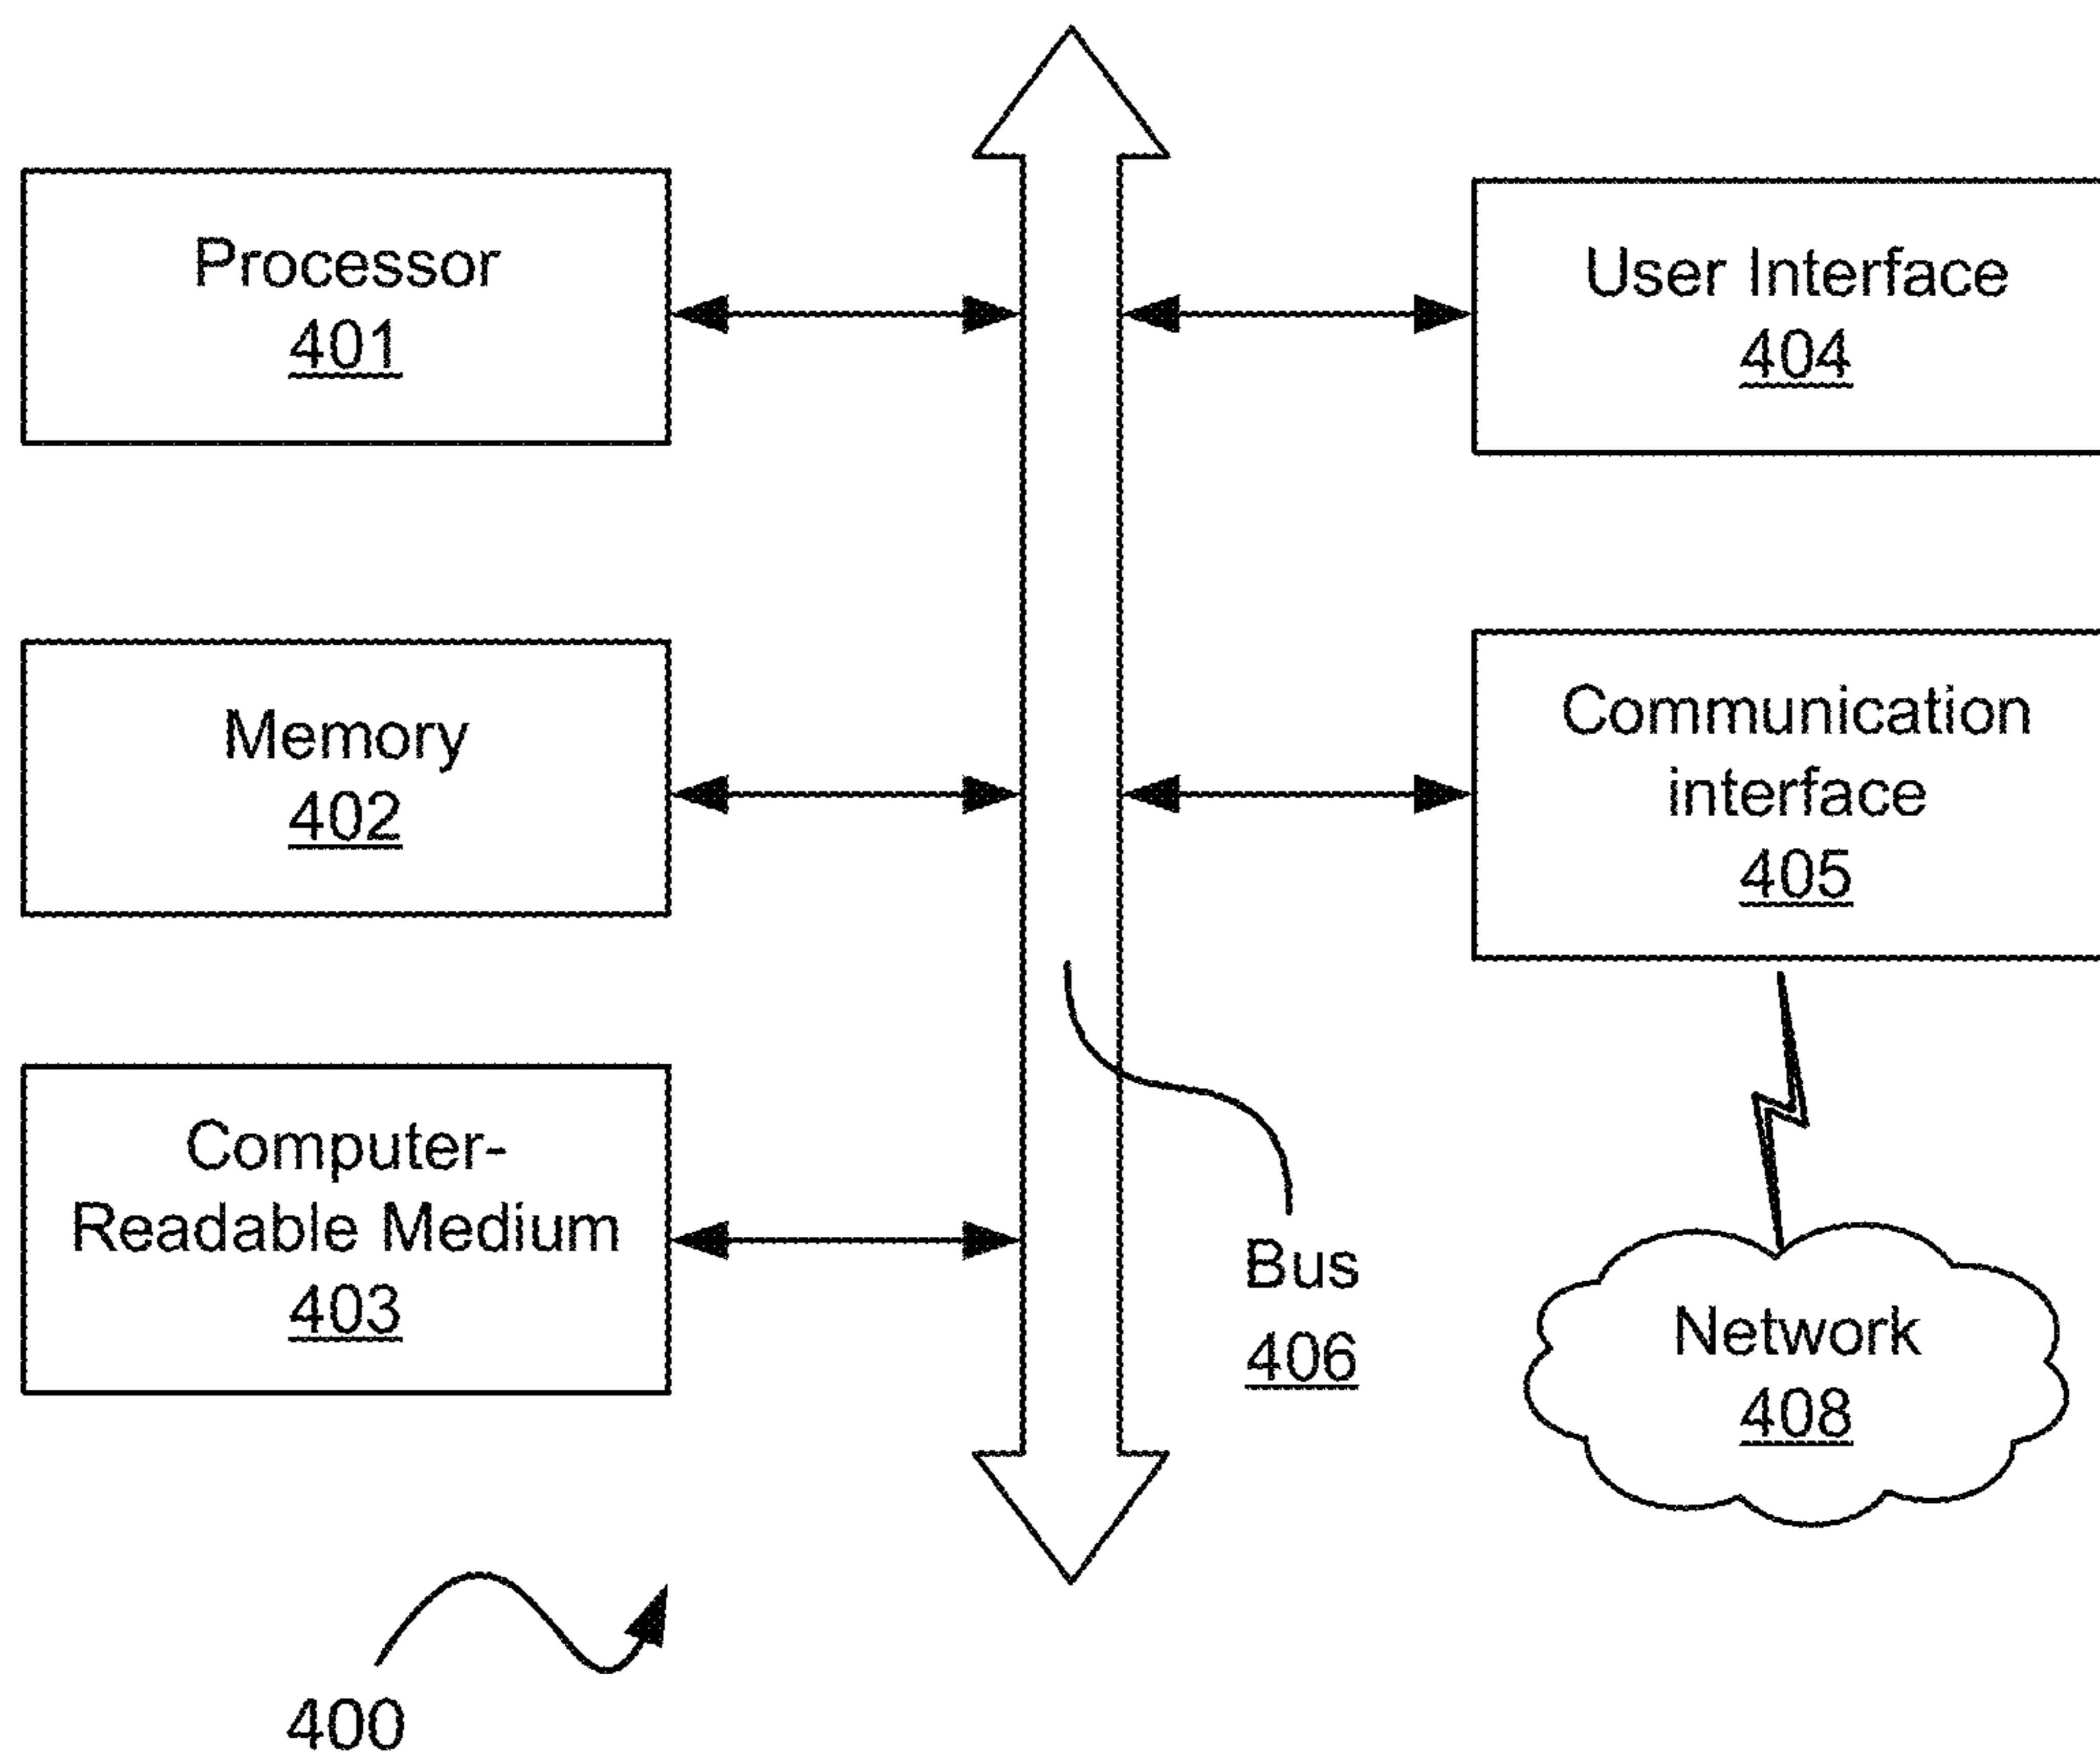 Processor
401
User Interface
404
Memory
402
Communication
interface
405
Computer-
Readable Medium
403
Bus
406
Network
408
400